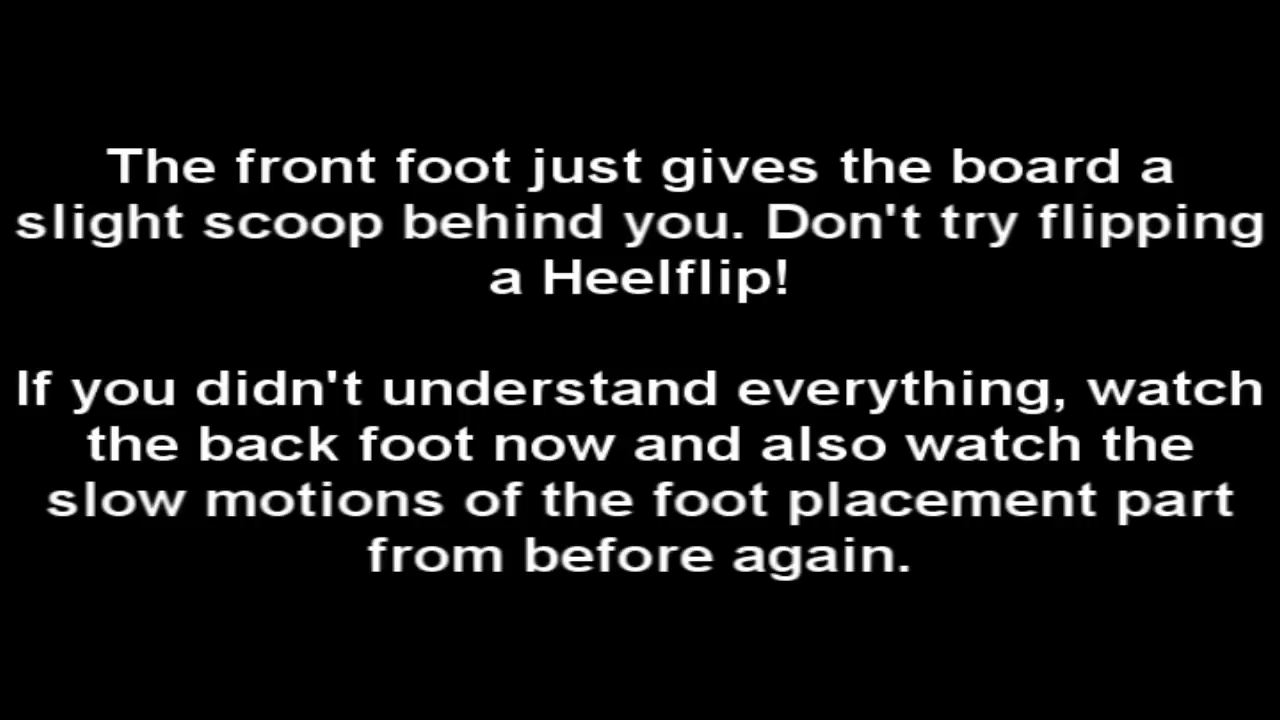 The front foot just gives the board a
slight scoop behind you. Don't try flipping
a Heelflip!
If you didn't understand everything, watch
the back foot now and also watch the
slow motions of the foot placement part
from before again.